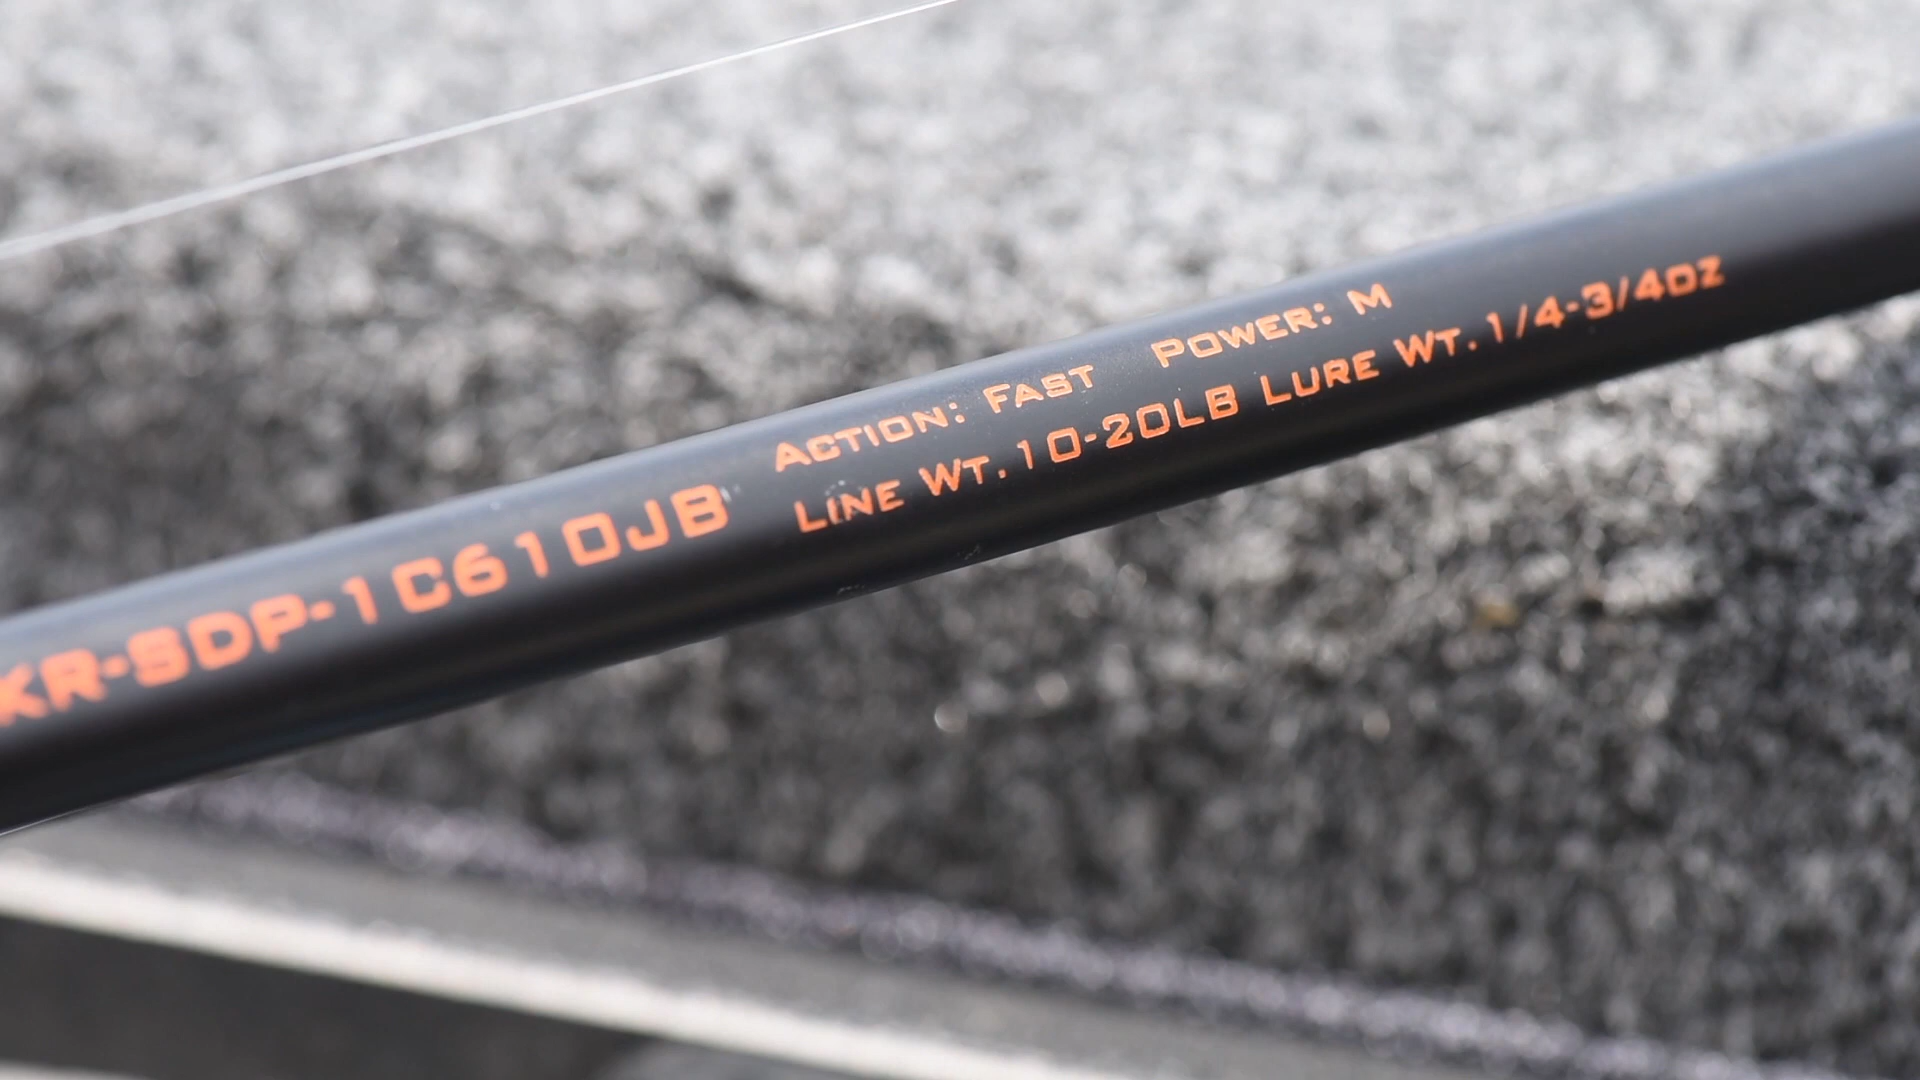 KR-SDP-1C610JB
ACTION: FAST POWER: M
LINE WT. 10-20LB LURE WT. 1/4-3/4OZ